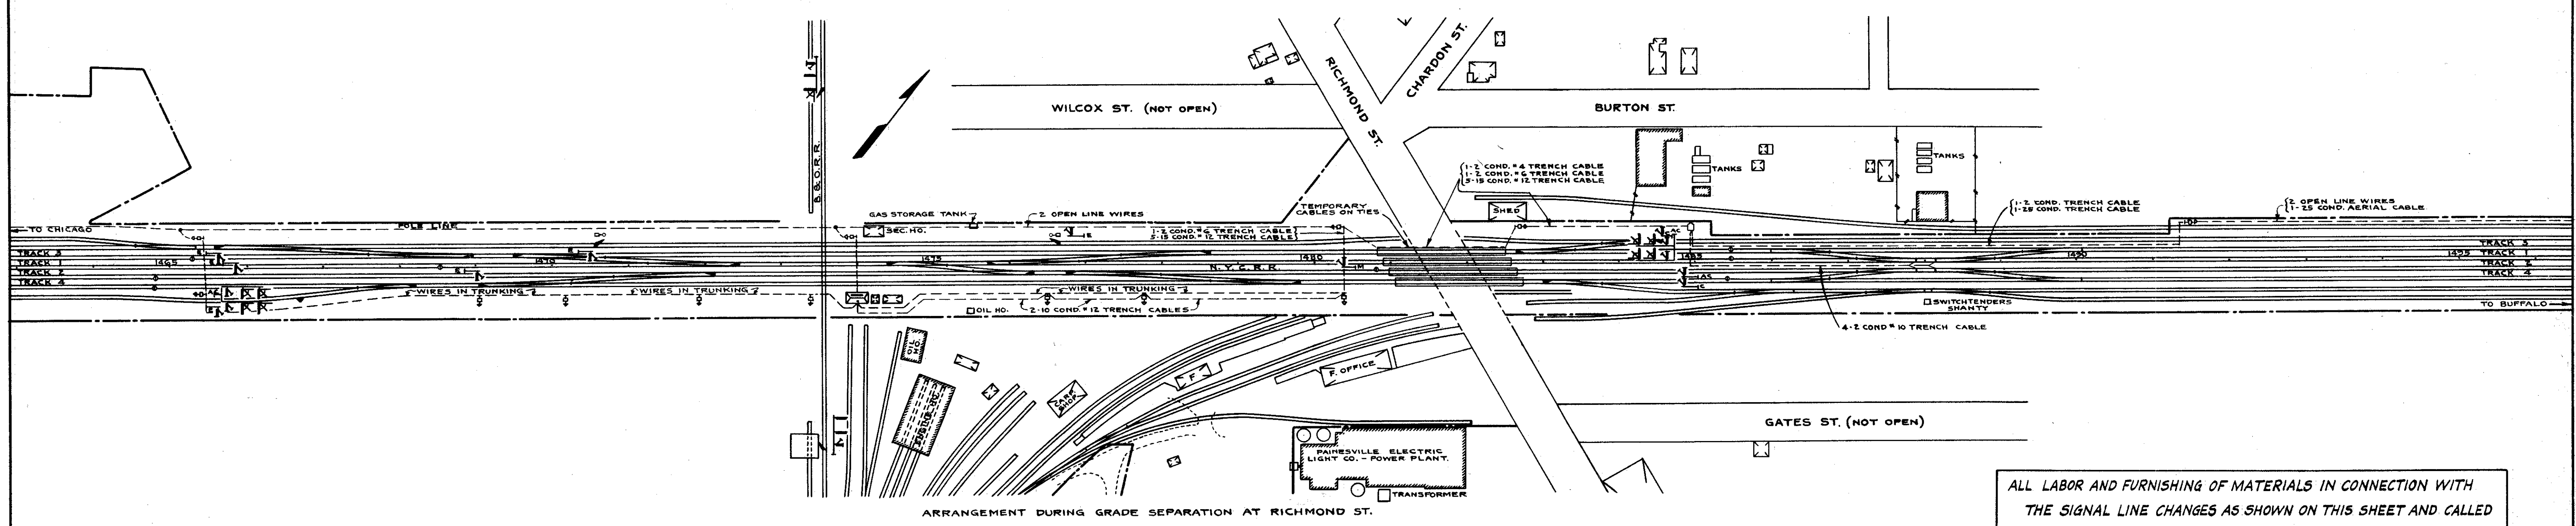 RICHMOND ST.
CHARDON ST.
WILCOX ST. (NOT OPEN)
BURTON ST.
B. & O. R. R.
1-2 COND. #4 TRENCH CABLE
1-2 COND. #6 TRENCH CABLE
5-15 COND. #12 TRENCH CABLE
TANKS
TANKS
GAS STORAGE TANK
2 OPEN LINE WIRES
TEMPORARY
CABLES ON TIES
SHED
1-2 COND. TRENCH CABLE
1-25 COND. TRENCH CABLE
2 OPEN LINE WIRES
1-25 COND. AERIAL CABLE
DP
TO CHICAGO
POLE LINE
SEC. HO.
1-2 COND. #6 TRENCH CABLE
5-15 COND. #12 TRENCH CABLE
TRACK 3
TRACK 1
TRACK 2
TRACK 4
1465
1470
1475
1480
1485
1490
1495
N.Y.C.R.R.
TRACK 3
TRACK 1
TRACK 2
TRACK 4
WIRES IN TRUNKING
WIRES IN TRUNKING
WIRES IN TRUNKING
OIL HO.
2-10 COND. #12 TRENCH CABLES
SWITCHTENDERS
SHANTY
TO BUFFALO
4-2 COND #10 TRENCH CABLE
OIL
HO.
F
F. OFFICE
CARP.
SHOP
GATES ST. (NOT OPEN)
PAINESVILLE ELECTRIC
LIGHT CO. - POWER PLANT.
TRANSFORMER
ARRANGEMENT DURING GRADE SEPARATION AT RICHMOND ST.
ALL LABOR AND FURNISHING OF MATERIALS IN CONNECTION WITH
THE SIGNAL LINE CHANGES AS SHOWN ON THIS SHEET AND CALLED